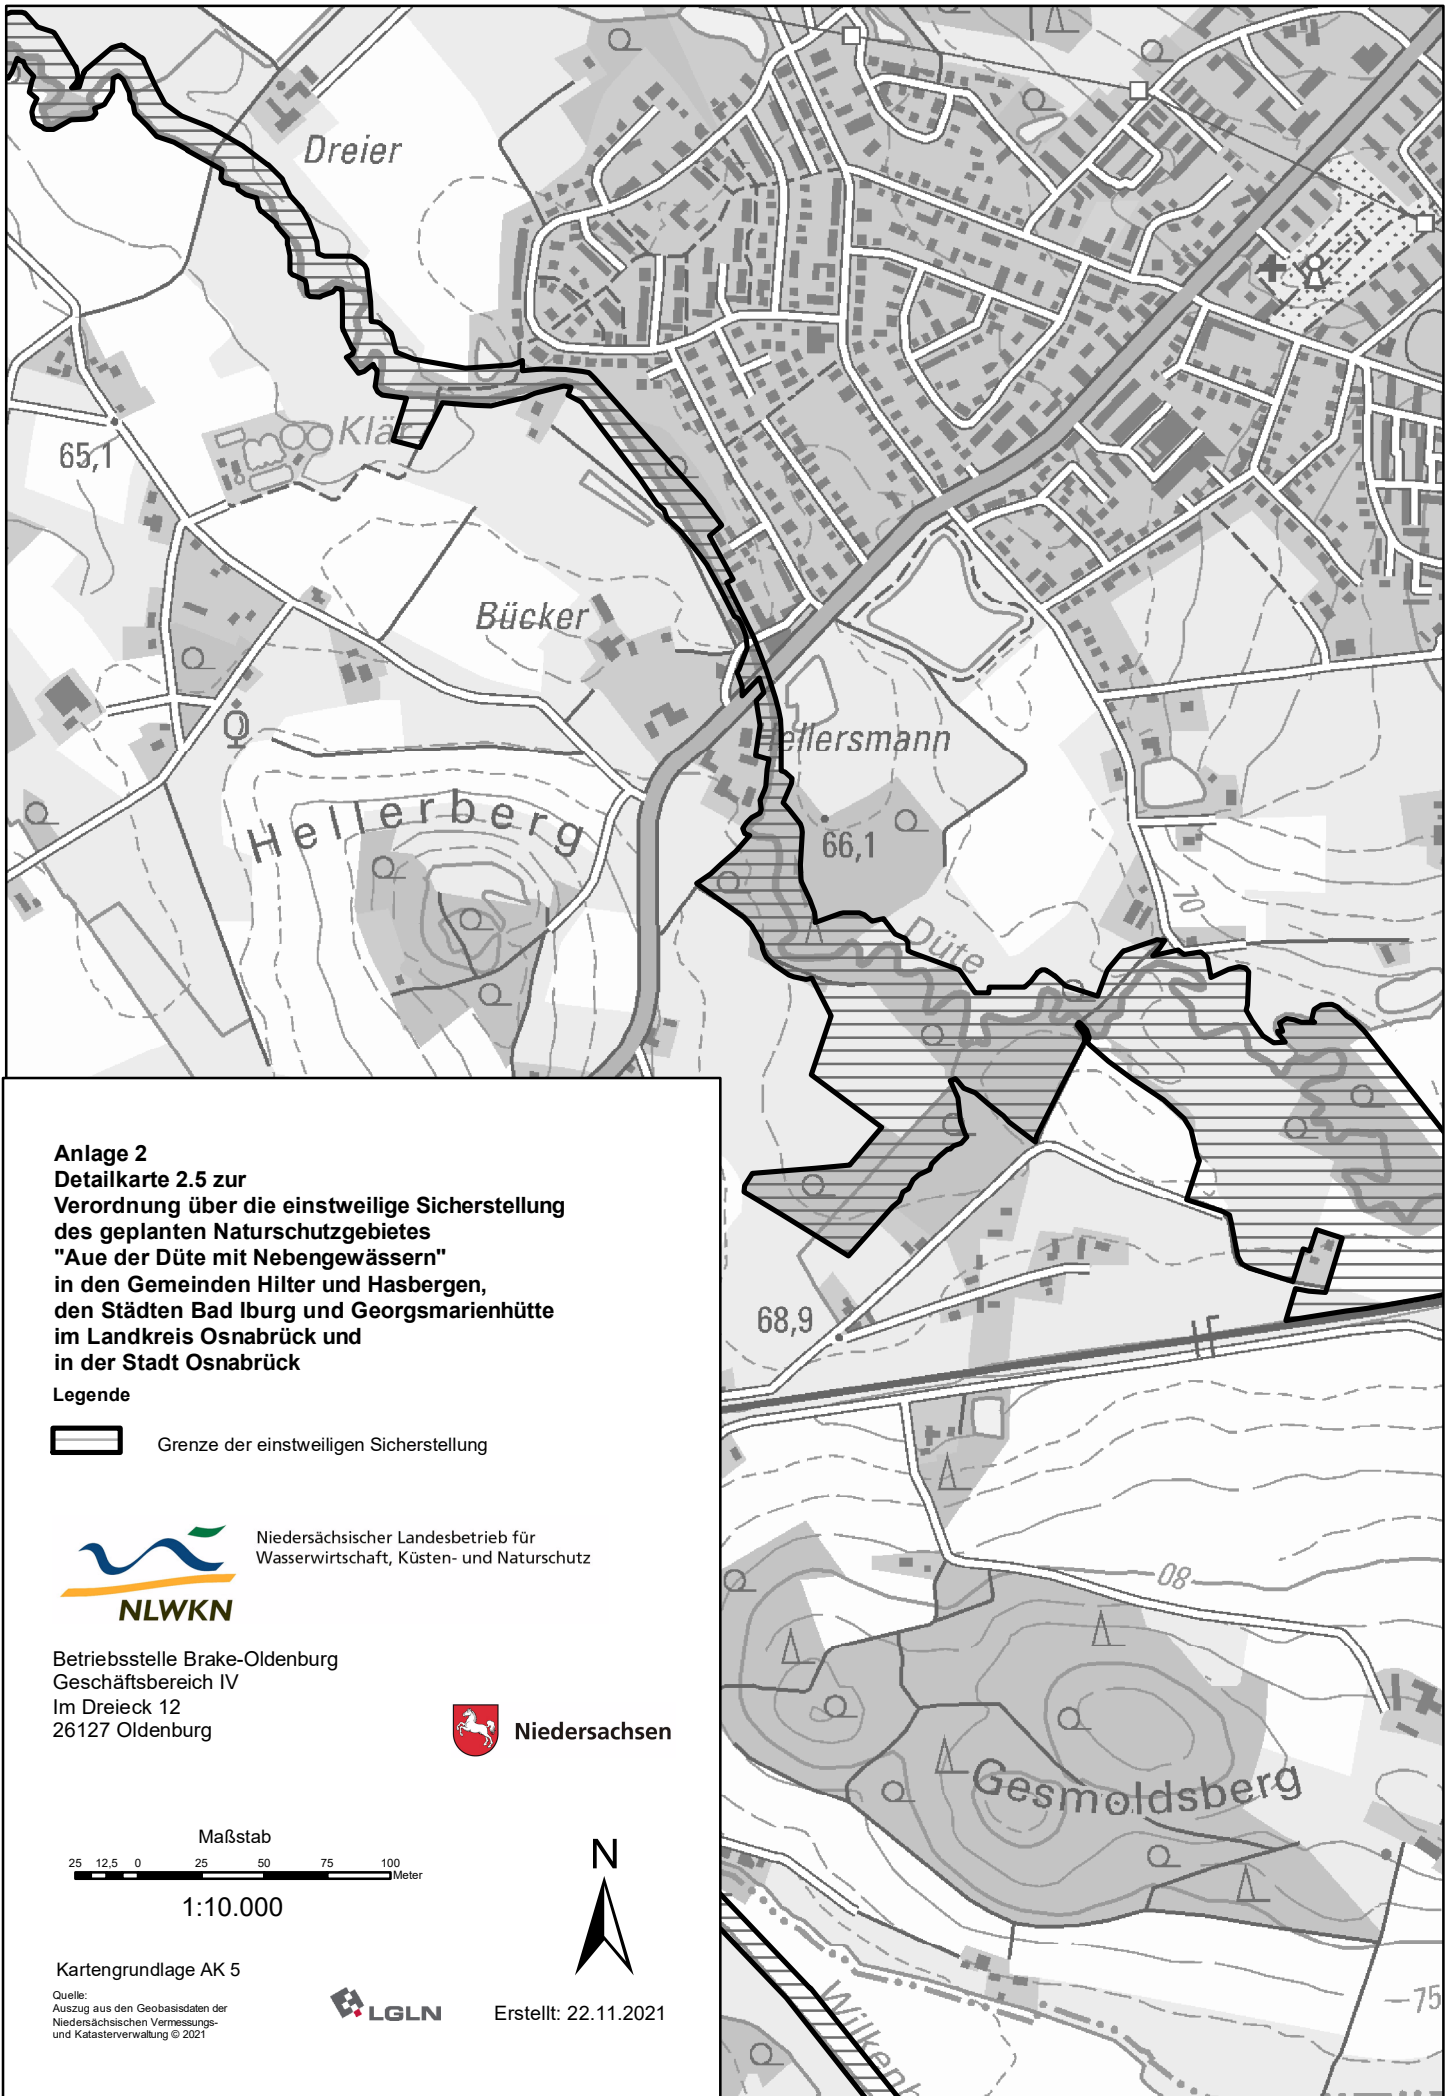 Dreier
Klä
65,1
Bücker
ellersmann
Hellerberg
66,1
Düte
70
68,9
80
Gesmoldsberg
75
Anlage 2
Detailkarte 2.5 zur
Verordnung über die einstweilige Sicherstellung
des geplanten Naturschutzgebietes
"Aue der Düte mit Nebengewässern"
in den Gemeinden Hilter und Hasbergen,
den Städten Bad Iburg und Georgsmarienhütte
im Landkreis Osnabrück und
in der Stadt Osnabrück
Legende
Grenze der einstweiligen Sicherstellung
Niedersächsischer Landesbetrieb für
Wasserwirtschaft, Küsten- und Naturschutz
NLWKN
Betriebsstelle Brake-Oldenburg
Geschäftsbereich IV
Im Dreieck 12
26127 Oldenburg
Niedersachsen
Maßstab
25 12,5 0 25 50 75 100
Meter
1:10.000
N
Kartengrundlage AK 5
Quelle:
Auszug aus den Geobasisdaten der
Niedersächsischen Vermessungs-
und Katasterverwaltung © 2021
LGLN
Erstellt: 22.11.2021